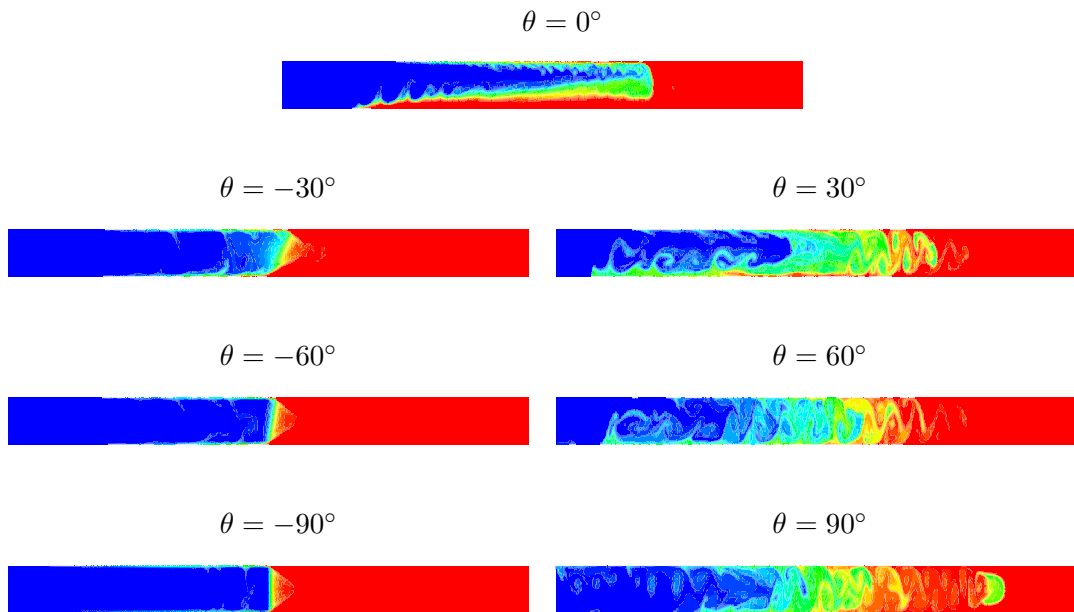 θ = 0°
θ = −30°
θ = 30°
θ = −60°
θ = 60°
θ = −90°
θ = 90°